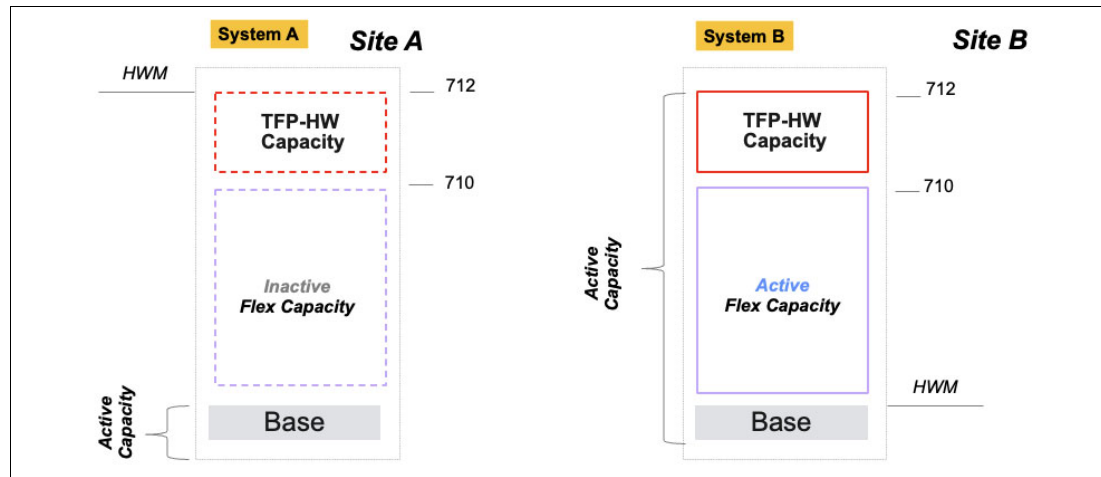 System A
Site A
HWM
712
TFP-HW
Capacity
710
Inactive
Flex Capacity
Active
Capacity
Base
System B
Site B
712
TFP-HW
Capacity
710
Active
Capacity
Active
Flex Capacity
HWM
Base